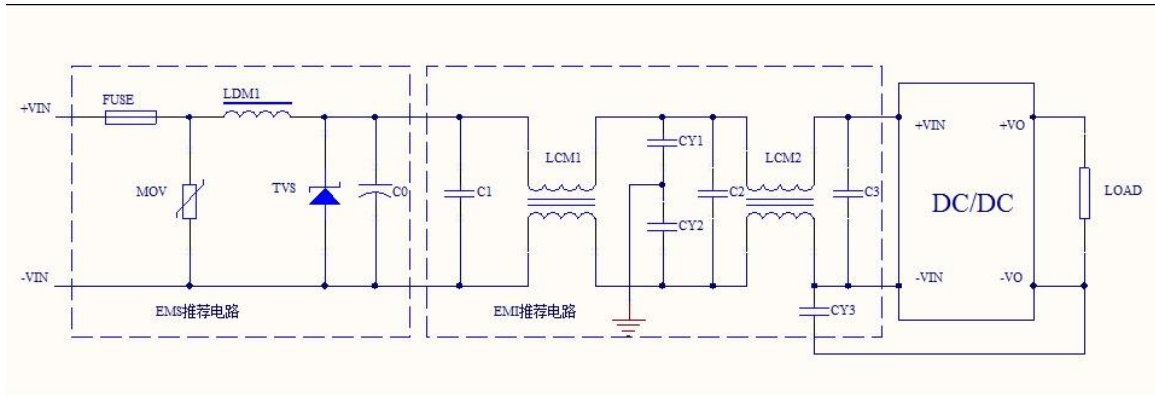 FUSE
LDM1
+VIN
MOV
TVS
C0
C1
LCM1
CY1
CY2
C2
LCM2
C3
+VIN
+VO
DC/DC
LOAD
-VIN
-VIN
-VO
EMS推荐电路
EMI推荐电路
CY3